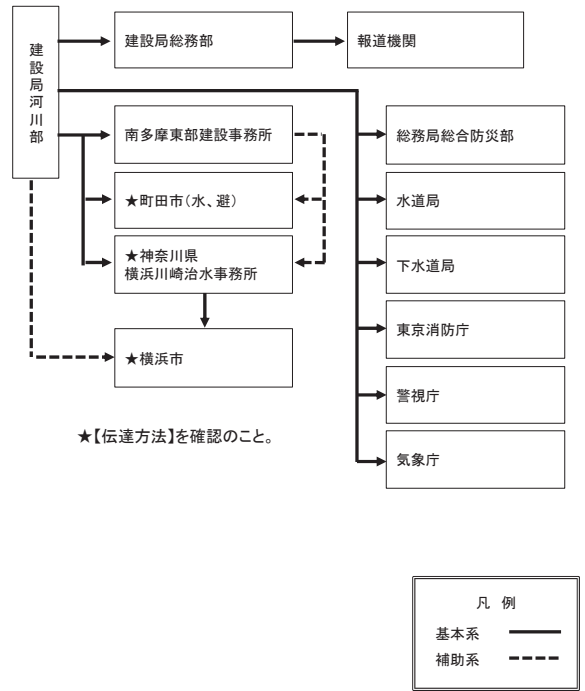 建設局河川部
建設局総務部
報道機関
南多摩東部建設事務所
★町田市（水、避）
★神奈川県
横浜川崎治水事務所
★横浜市
総務局総合防災部
水道局
下水道局
東京消防庁
警視庁
気象庁
★【伝達方法】を確認のこと。
凡 例
基本系
補助系